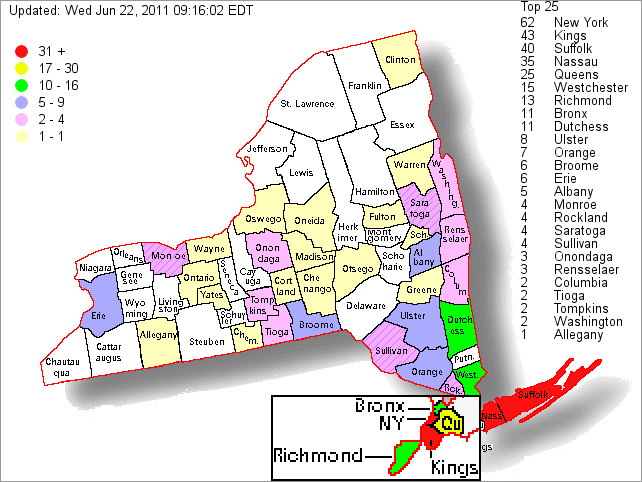 Updated: Wed Jun 22, 2011 09:16:02 EDT
31 +
17 - 30
10 - 16
5 - 9
2 - 4
1 - 1
Top 25
62 New York
43 Kings
40 Suffolk
35 Nassau
25 Queens
15 Westchester
13 Richmond
11 Bronx
11 Dutchess
8 Ulster
7 Orange
6 Broome
6 Erie
5 Albany
4 Monroe
4 Rockland
4 Saratoga
4 Sullivan
3 Onondaga
3 Rensselaer
2 Columbia
2 Tioga
2 Tompkins
2 Washington
1 Allegany
Clinton
Franklin
St. Lawrence
Essex
Jefferson
Lewis
Hamilton
Warren
Washing.
Oswego
Oneida
Herk
imer
Fulton
Sara
toga
Mont
gomery
Sch.
Niagara
Orleans
Monroe
Wayne
Onon
daga
Madison
Otsego
Scho
harie
Al
bany
Rens
selaer
Erie
Gene
see
Wyo
ming
Living
ston
Ontario
Yates
Seneca
Cay
uga
Cort
land
Che
nango
Delaware
Greene
Colum
Chautau
qua
Cattar
augus
Allegany
Steuben
Schuy
ler
Chem.
Tomp
kins
Tioga
Broome
Ulster
Dutch
ess
Sullivan
Orange
Putn.
West.
Rok.
Suffolk
Nass
gs
Bronx
NY
Qu
Richmond
Kings